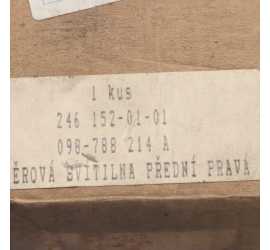 1 kus
246 152-01-01
098-788 214 A
ĚROVÁ SVÍTILNA PŘEDNÍ PRAVÁ